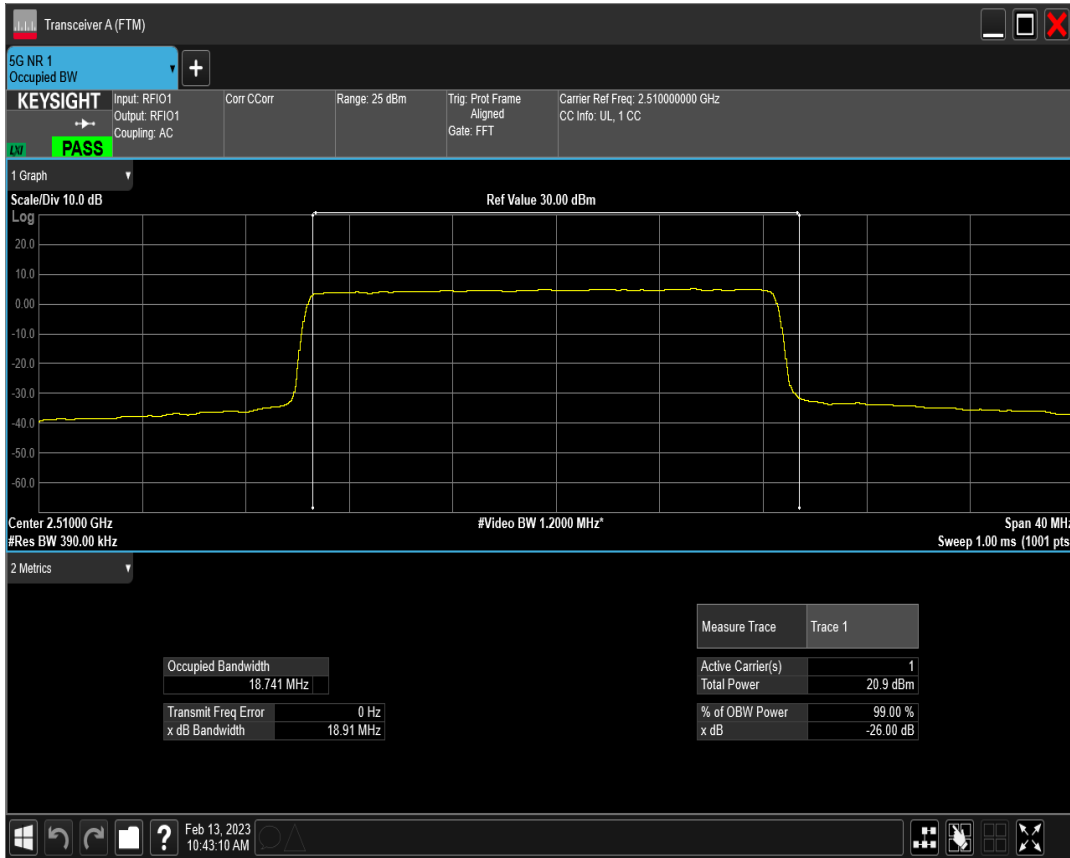 Transceiver A (FTM)
5G NR 1
Occupied BW
+
KEYSIGHT
LXI
PASS
Input: RFIO1
Output: RFIO1
Coupling: AC
Corr CCorr
Range: 25 dBm
Trig: Prot Frame
Aligned
Gate: FFT
Carrier Ref Freq: 2.510000000 GHz
CC Info: UL, 1 CC
1 Graph
Scale/Div 10.0 dB
Ref Value 30.00 dBm
Log
20.0
10.0
0.00
-10.0
-20.0
-30.0
-40.0
-50.0
-60.0
Center 2.51000 GHz
#Video BW 1.2000 MHz*
Span 40 MHz
#Res BW 390.00 kHz
Sweep 1.00 ms (1001 pts
2 Metrics
Measure Trace Trace 1
Occupied Bandwidth
18.741 MHz
Active Carrier(s) 1
Total Power 20.9 dBm
Transmit Freq Error 0 Hz
x dB Bandwidth 18.91 MHz
% of OBW Power 99.00 %
x dB -26.00 dB
?
Feb 13, 2023
10:43:10 AM